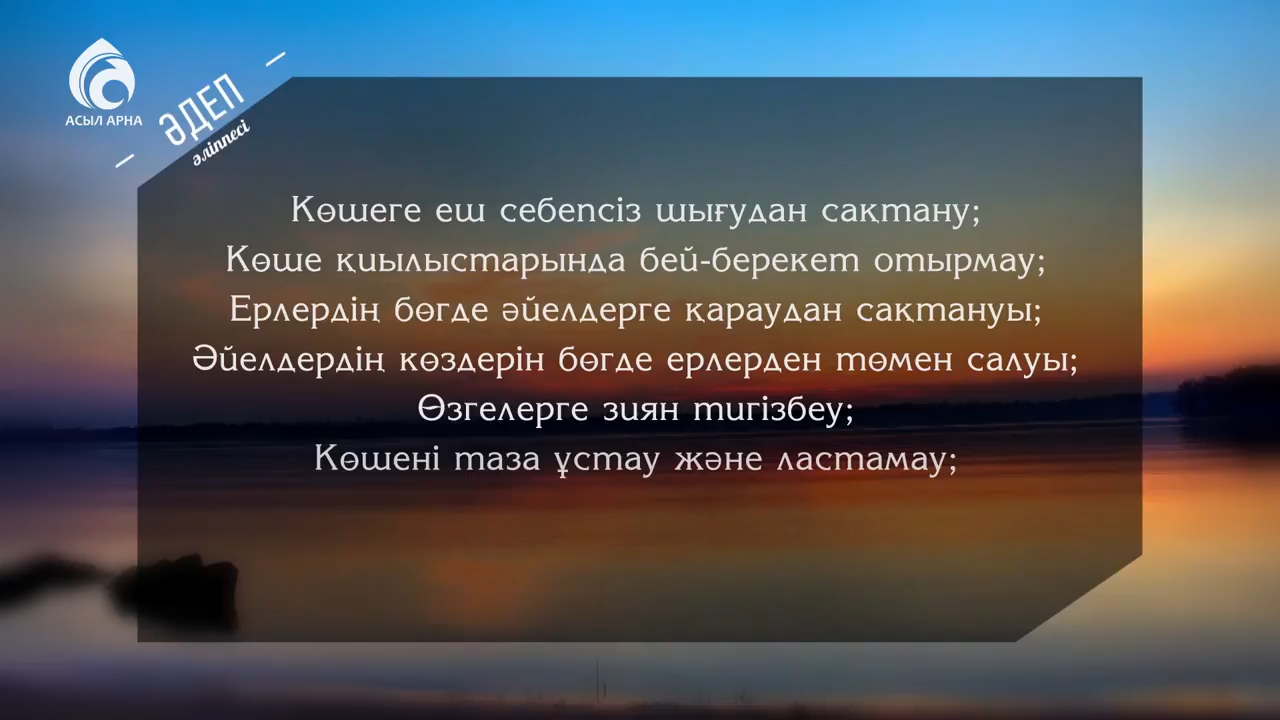 АСЫЛ АРНА
ӘДЕП
әліппесі
Көшеге еш себепсіз шығудан сақтану;
Көше қиылыстарында бей-берекет отырмау;
Ерлердің бөгде әйелдерге қараудан сақтануы;
Әйелдердің көздерін бөгде ерлерден төмен салуы;
Өзгелерге зиян тигізбеу;
Көшені таза ұстау және ластамау;